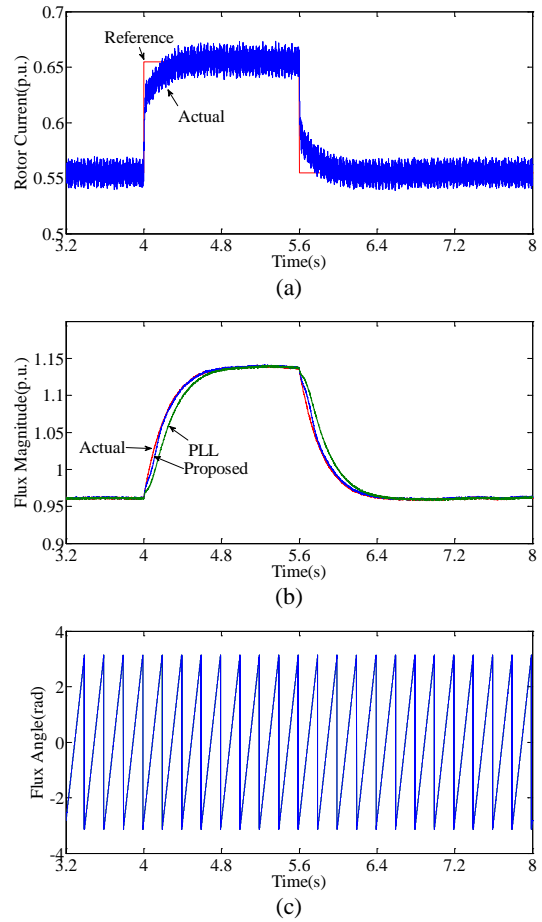 0.7
Reference
0.65
Actual
0.6
0.55
0.5
Rotor Current(p.u.)
3.2 4 4.8 5.6 6.4 7.2 8
Time(s)
(a)
1.15
1.1
Actual
PLL
1.05
Proposed
1
0.95
0.9
Flux Magnitude(p.u.)
3.2 4 4.8 5.6 6.4 7.2 8
Time(s)
(b)
4
2
0
-2
-4
Flux Angle(rad)
3.2 4 4.8 5.6 6.4 7.2 8
Time(s)
(c)